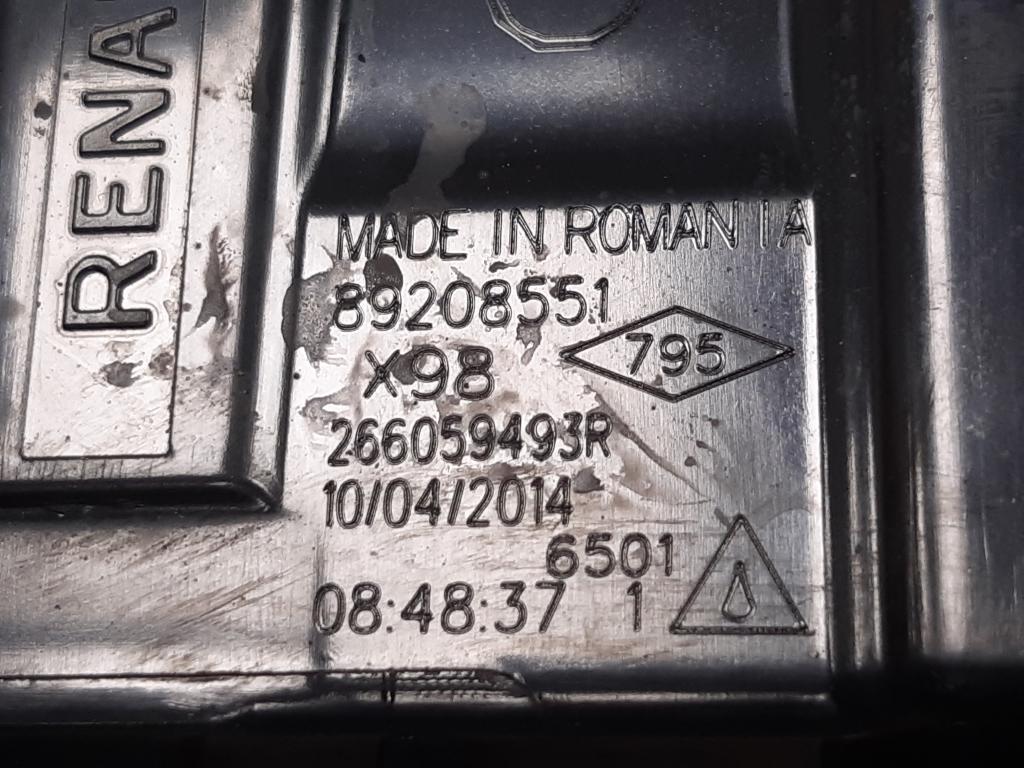 RENA
MADE IN ROMANIA
89208551
795
X98
266059493R
10/04/2014
6501
08:48:37 1